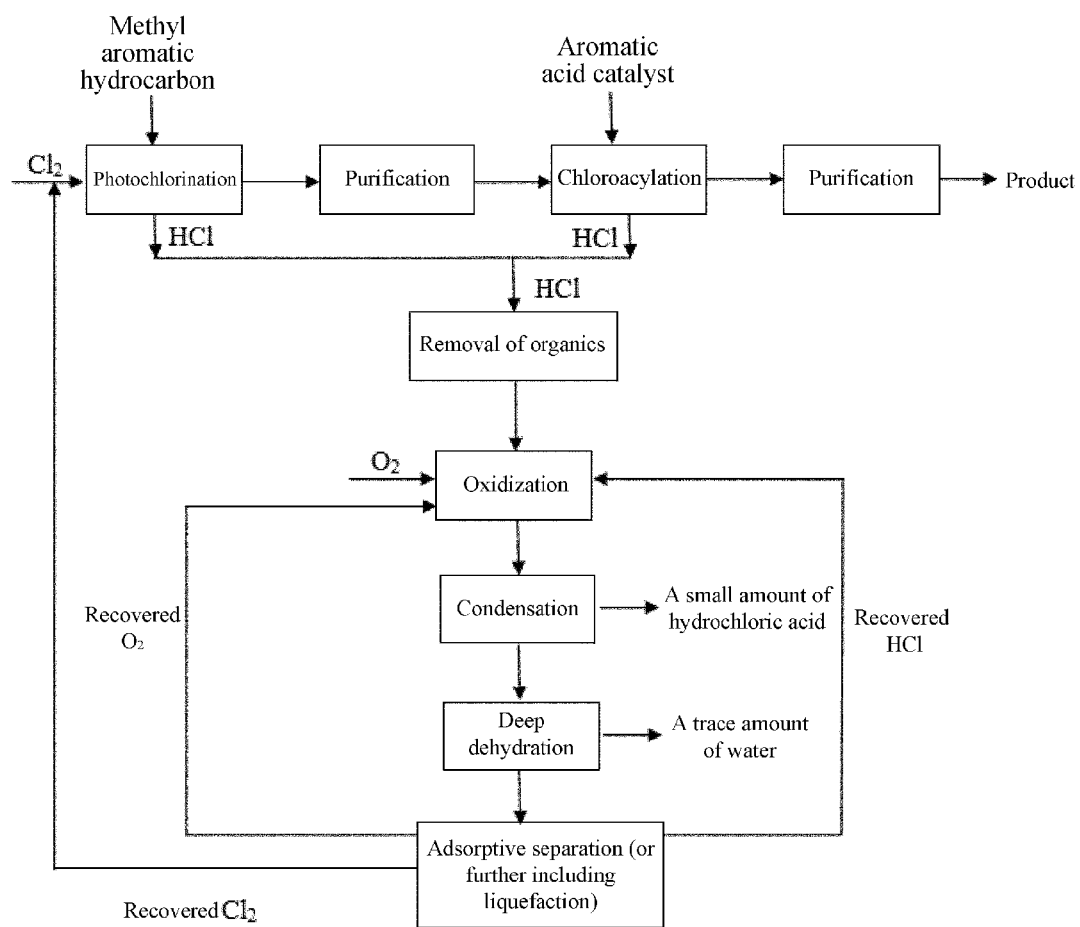 Methyl
aromatic
hydrocarbon
Aromatic
acid catalyst
Cl₂
Photochlorination
Purification
Chloroacylation
Purification
Product
HCl
HCl
HCl
Removal of organics
O₂
Oxidization
Condensation
A small amount of
hydrochloric acid
Recovered
O₂
Recovered
HCl
Deep
dehydration
A trace amount
of water
Adsorptive separation (or
further including
liquefaction)
Recovered Cl₂